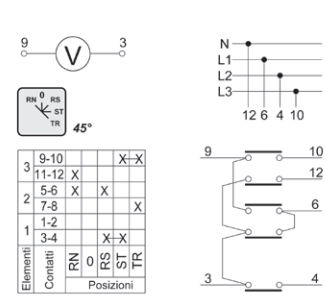 9 V 3
N
L1
L2
L3
12 6 4 10
RN 0 RS
ST
TR
45°
3 9-10 X X
11-12 X
2 5-6 X X
7-8 X
1 1-2
3-4 X X
Elementi Contatti RN 0 RS ST TR
Posizioni
9 10
12
6
3 4